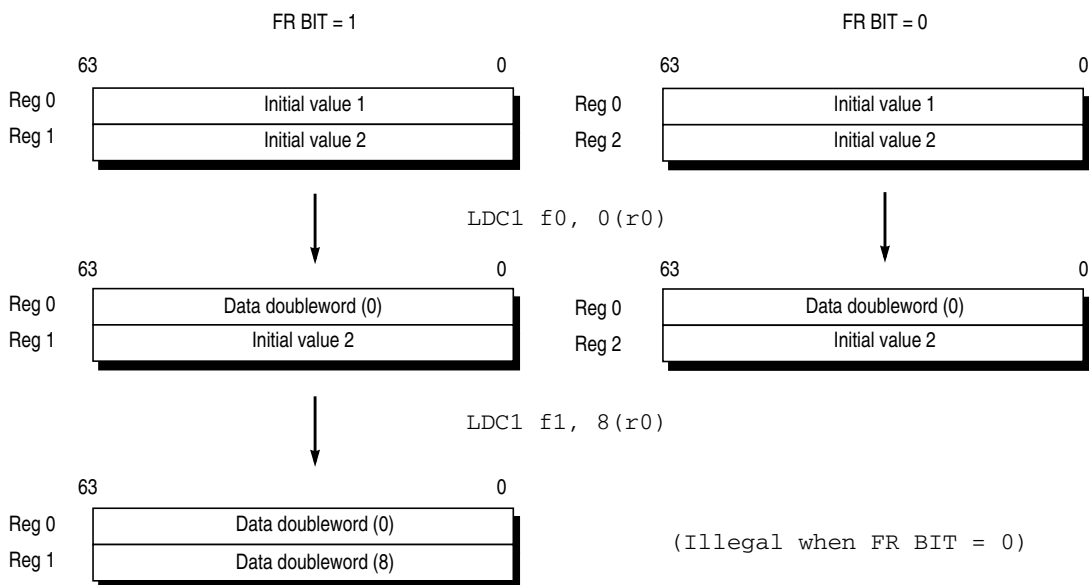 FR BIT = 1
FR BIT = 0
63 0
63 0
Reg 0 Initial value 1
Reg 1 Initial value 2
Reg 0 Initial value 1
Reg 2 Initial value 2
LDC1 f0, 0(r0)
63 0
63 0
Reg 0 Data doubleword (0)
Reg 1 Initial value 2
Reg 0 Data doubleword (0)
Reg 2 Initial value 2
LDC1 f1, 8(r0)
63 0
Reg 0 Data doubleword (0)
Reg 1 Data doubleword (8)
(Illegal when FR BIT = 0)